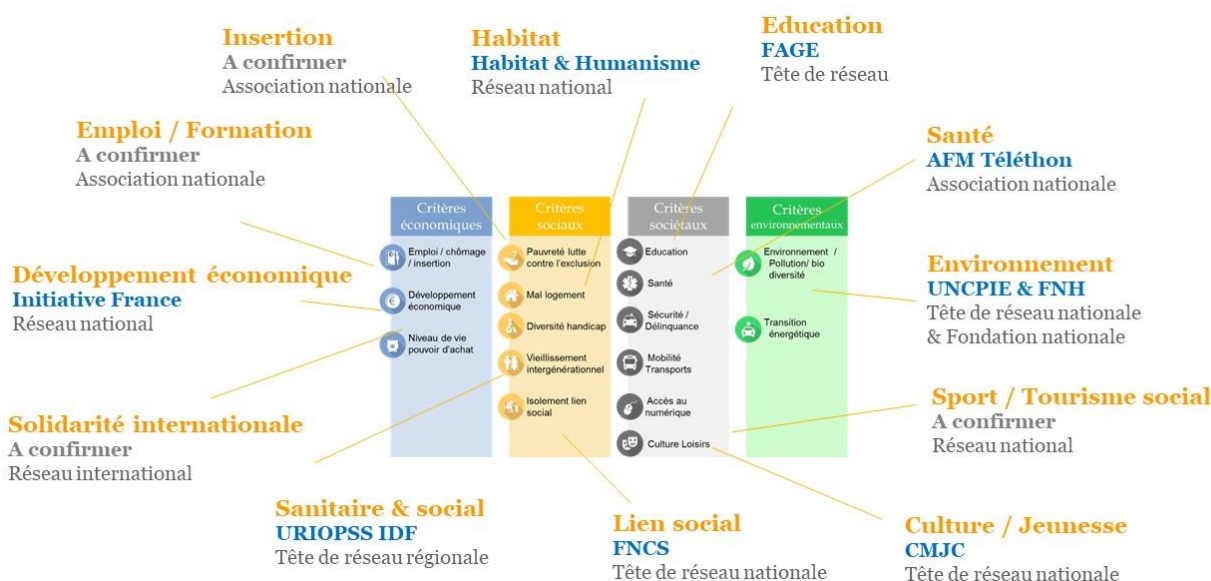 Insertion
A confirmer
Association nationale
Habitat
Habitat & Humanisme
Réseau national
Education
FAGE
Tête de réseau
Emploi / Formation
A confirmer
Association nationale
Santé
AFM Téléthon
Association nationale
Développement économique
Initiative France
Réseau national
Critères
économiques
Emploi / chômage
/ insertion
Développement
économique
Niveau de vie
pouvoir d'achat
Critères
sociaux
Pauvreté lutte
contre l'exclusion
Mal logement
Diversité handicap
Vieillissement
intergénérationnel
Isolement lien
social
Critères
sociétaux
Education
Santé
Sécurité /
Délinquance
Mobilité
Transports
Accès au
numérique
Culture Loisirs
Critères
environnementaux
Environnement /
Pollution/ bio
diversité
Transition
énergétique
Environnement
UNCPIE & FNH
Tête de réseau nationale
& Fondation nationale
Solidarité internationale
A confirmer
Réseau international
Sport / Tourisme social
A confirmer
Réseau national
Sanitaire & social
URIOPSS IDF
Tête de réseau régionale
Lien social
FNCS
Tête de réseau nationale
Culture / Jeunesse
CMJC
Tête de réseau nationale